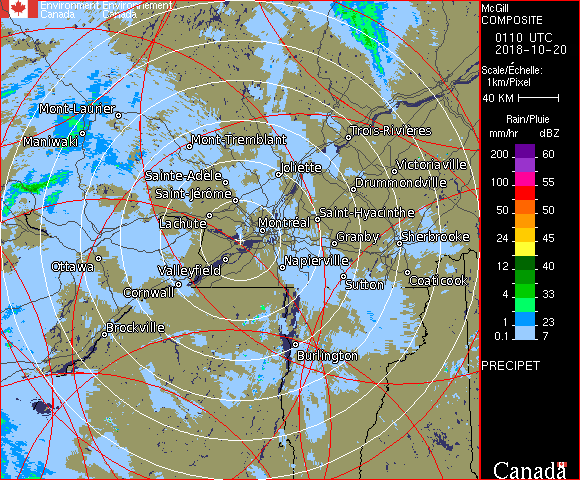 Environment Environnement
Canada Canada
McGill
COMPOSITE
0110 UTC
2018-10-20
Scale/Échelle:
1km/Pixel
40 KM
Rain/Pluie
mm/hr dBZ
200 60
100 55
50 50
24 45
12 40
4 33
2 23
0.1 7
PRECIPET
Canada
Mont-Laurier
Maniwaki
Mont-Tremblant
Trois-Rivières
Joliette
Victoriaville
Sainte-Adèle
Drummondville
Saint-Jérôme
Lachute
Saint-Hyacinthe
Montréal
Granby
Sherbrooke
Ottawa
Valleyfield
Napierville
Cornwall
Sutton
Coaticook
Brockville
Burlington